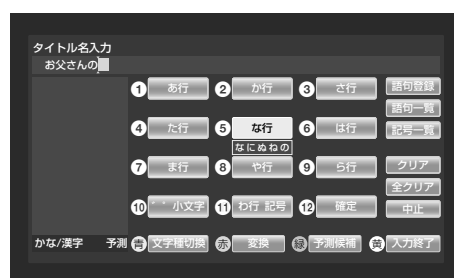 タイトル名入力
お父さんの
① あ行 ② か行 ③ さ行 語句登録
語句一覧
④ た行 ⑤ な行 ⑥ は行 記号一覧
なにぬねの
⑦ ま行 ⑧ や行 ⑨ ら行 クリア
全クリア
⑩ ゛゜小文字 ⑪ わ行 記号 ⑫ 確定 中止
かな/漢字 予測 青 文字種切換 赤 変換 緑 予測候補 黄 入力終了